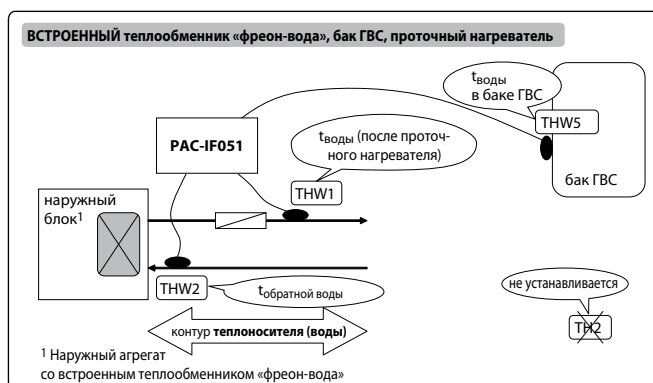 ВСТРОЕННЫЙ теплообменник «фреон-вода», бак ГВС, проточный нагреватель
tводы
в баке ГВС
THW5
бак ГВС
PAC-IF051
tводы (после проточ-
ного нагревателя)
THW1
наружный
блок1
THW2
tобратной воды
не устанавливается
TH2
контур теплоносителя (воды)
1 Наружный агрегат
со встроенным теплообменником «фреон-вода»